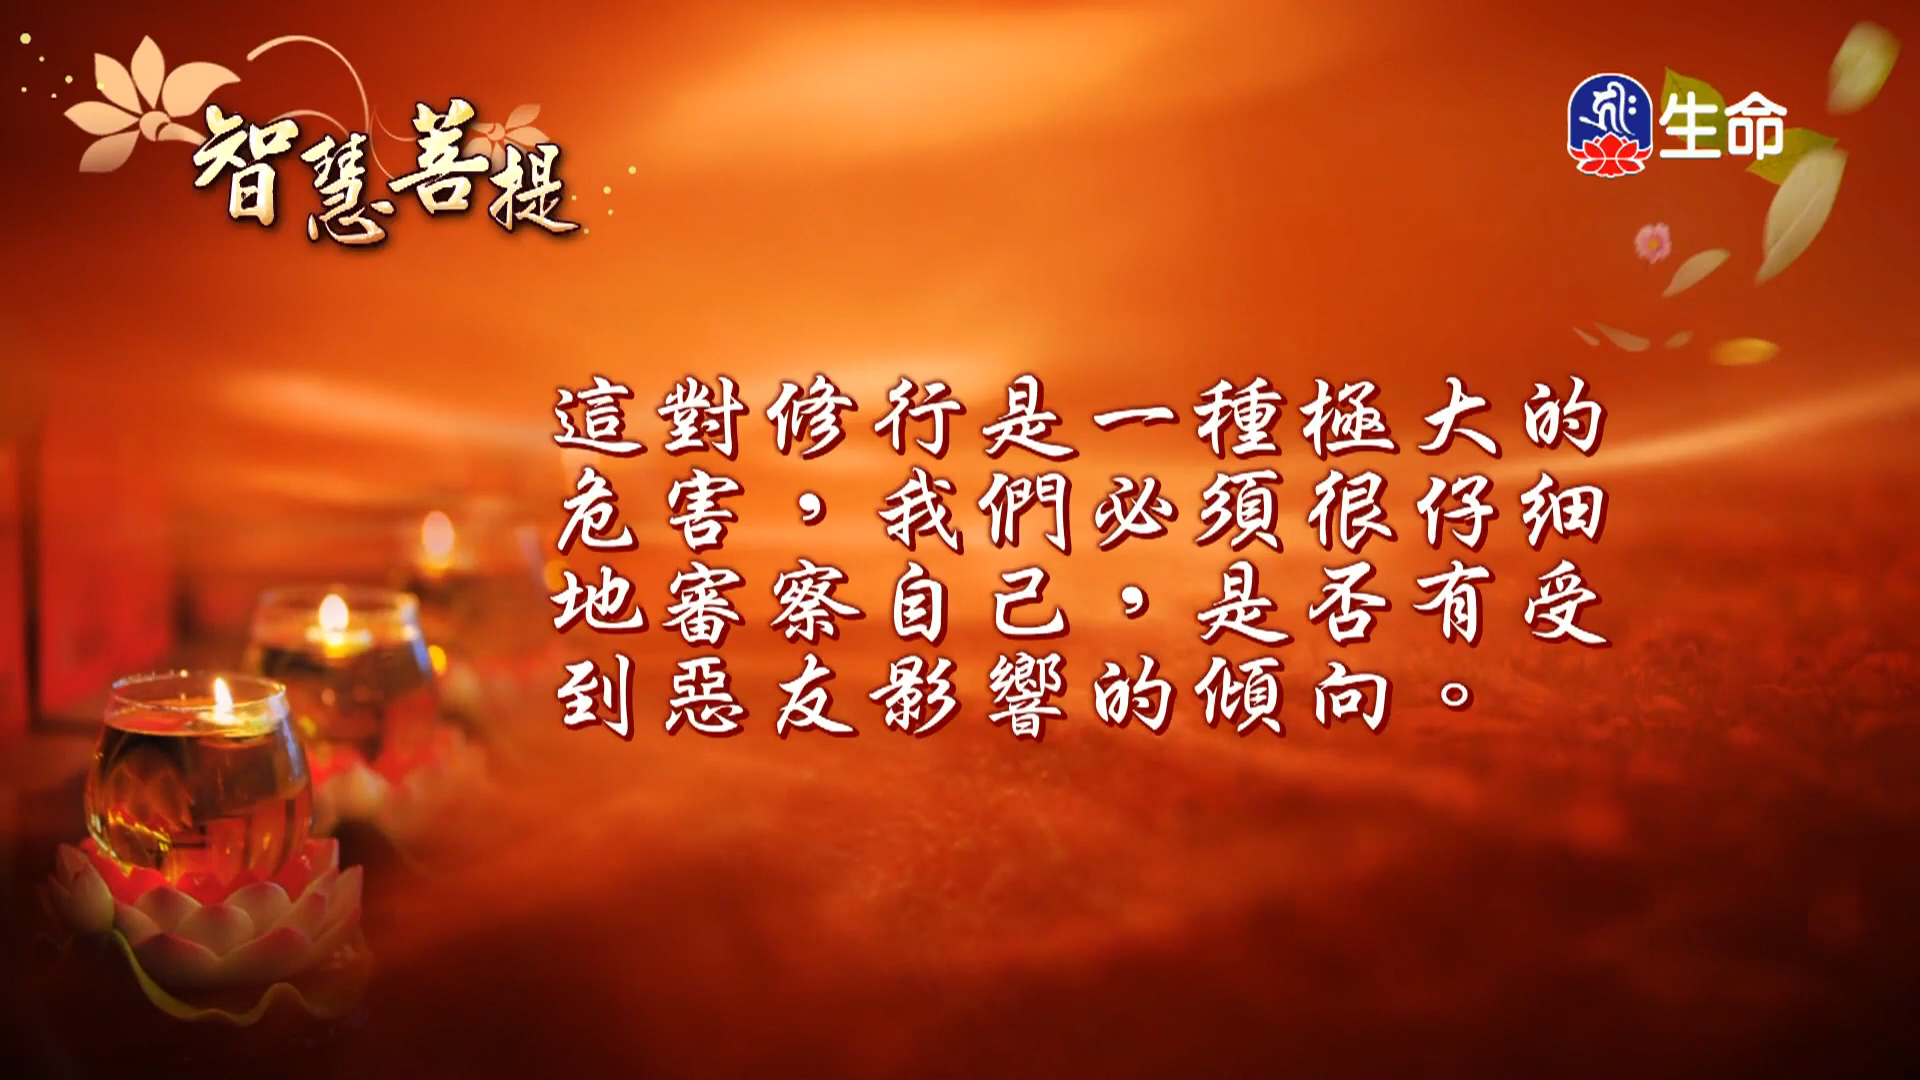 智慧菩提
生命
這對修行是一種極大的
危害，我們必須很仔細
地審察自己，是否有受
到惡友影響的傾向。